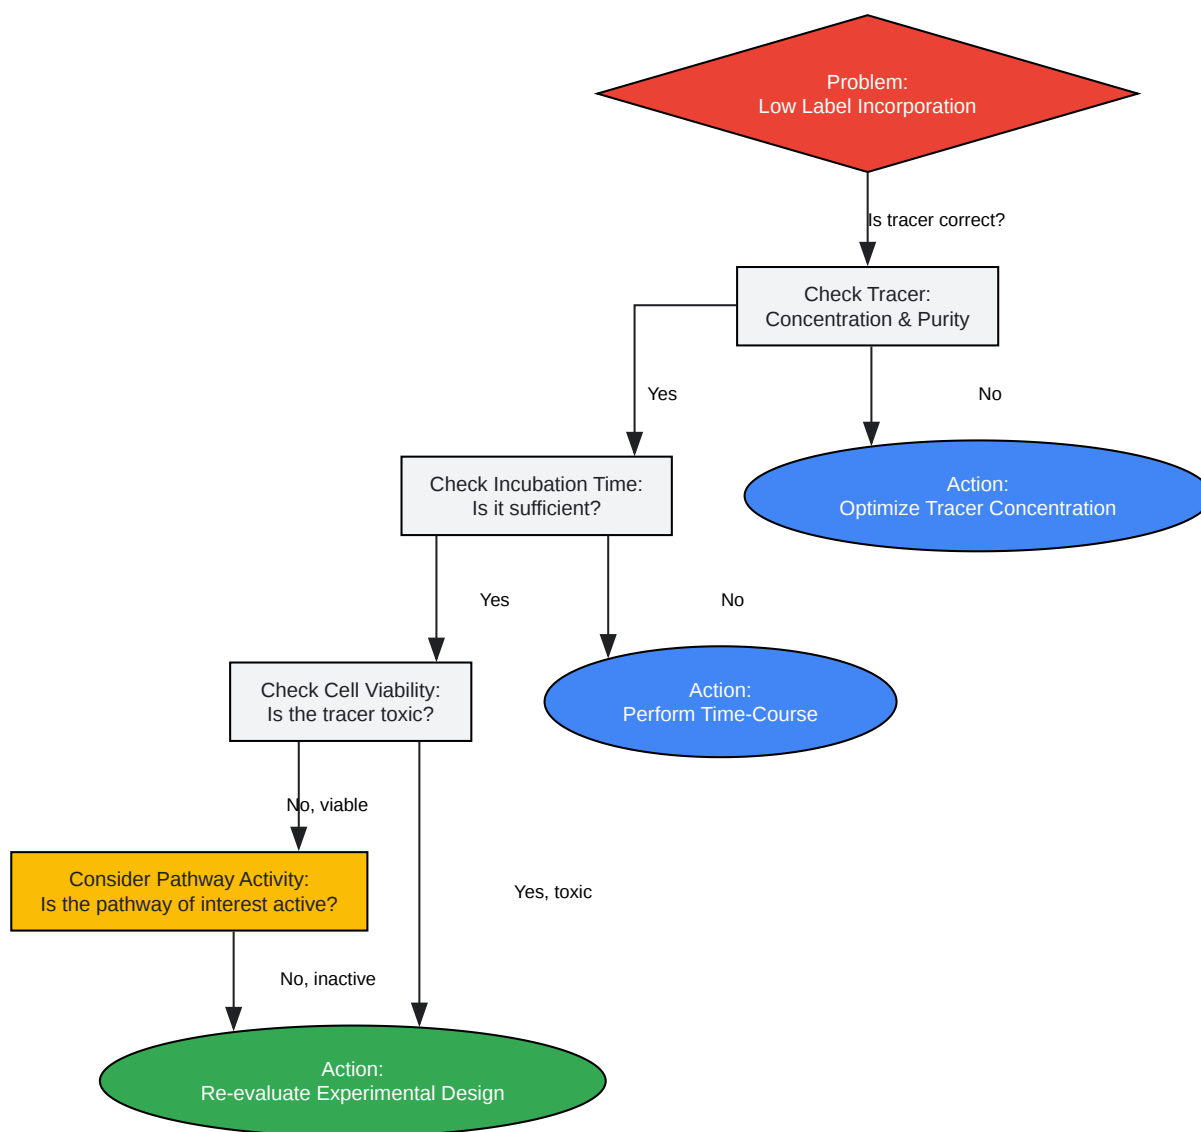 Problem:
Low Label Incorporation
Is tracer correct?
Check Tracer:
Concentration & Purity
Yes
No
Check Incubation Time:
Is it sufficient?
Action:
Optimize Tracer Concentration
Yes
No
Check Cell Viability:
Is the tracer toxic?
Action:
Perform Time-Course
No, viable
Consider Pathway Activity:
Is the pathway of interest active?
Yes, toxic
No, inactive
Action:
Re-evaluate Experimental Design